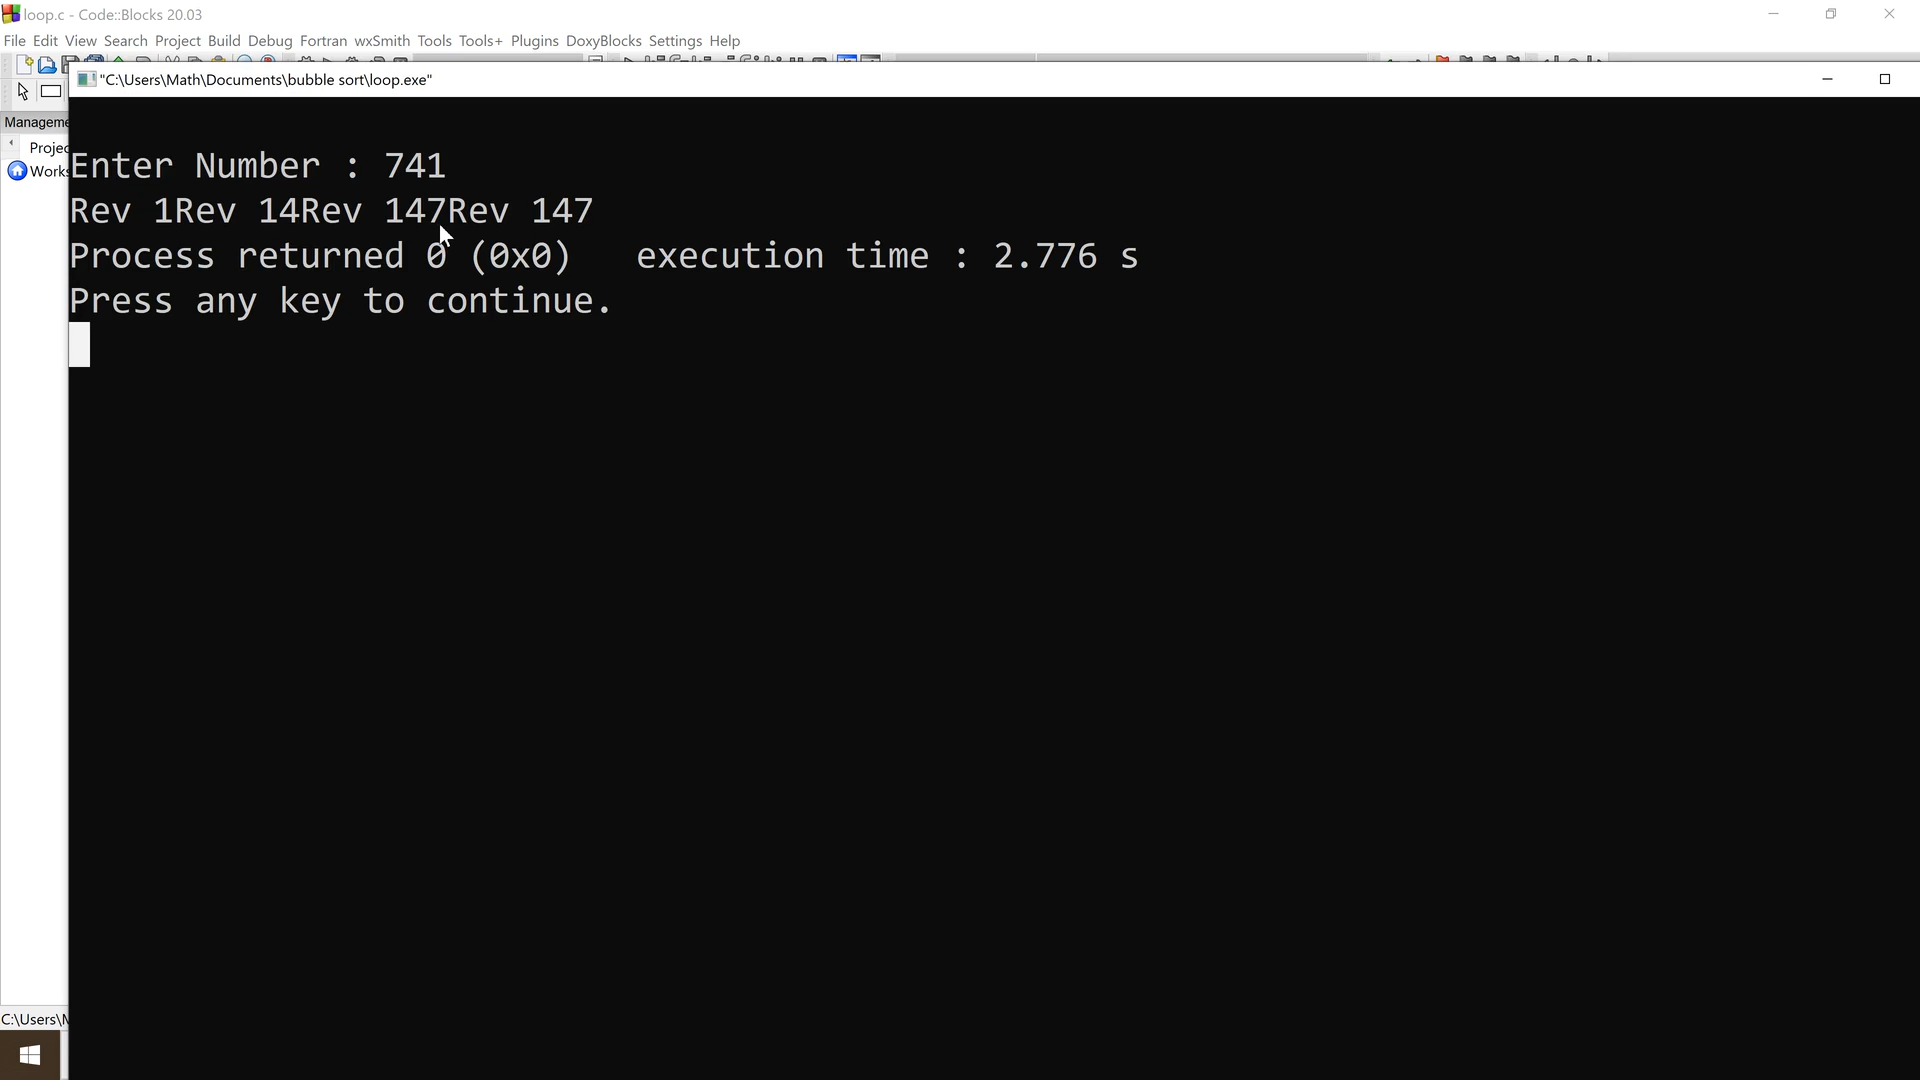 loop.c - Code::Blocks 20.03
File Edit View Search Project Build Debug Fortran wxSmith Tools Tools+ Plugins DoxyBlocks Settings Help
"C:\Users\Math\Documents\bubble sort\loop.exe"
Manageme
Projec
Works
Enter Number : 741
Rev 1Rev 14Rev 147Rev 147
Process returned 0 (0x0)   execution time : 2.776 s
Press any key to continue.
C:\Users\M